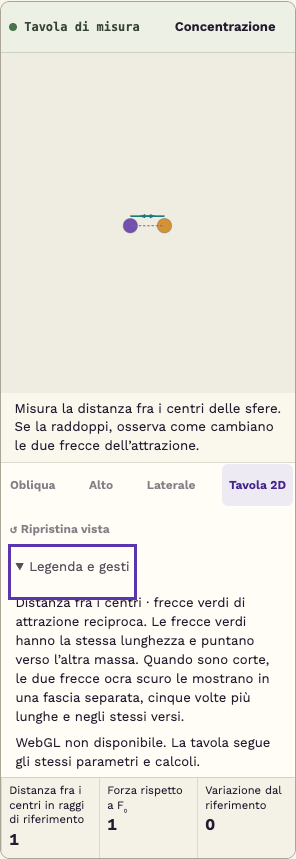 Tavola di misura
Concentrazione
Misura la distanza fra i centri delle sfere.
Se la raddoppi, osserva come cambiano
le due frecce dell’attrazione.
Obliqua
Alto
Laterale
Tavola 2D
↺ Ripristina vista
▼ Legenda e gesti
Distanza fra i centri · frecce verdi di
attrazione reciproca. Le frecce verdi
hanno la stessa lunghezza e puntano
verso l’altra massa. Quando sono corte,
le due frecce ocra scuro le mostrano in
una fascia separata, cinque volte più
lunghe e negli stessi versi.
WebGL non disponibile. La tavola segue
gli stessi parametri e calcoli.
Distanza fra i
centri in raggi
di riferimento
1
Forza rispetto
a F₀
1
Variazione dal
riferimento
0